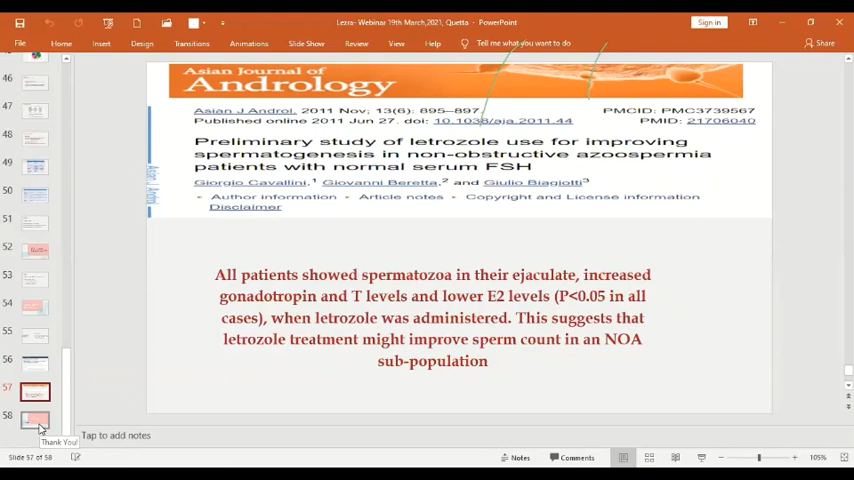 Lezra- Webinar 19th March,2021, Quetta - PowerPoint
Sign in
File Home Insert Design Transitions Animations Slide Show Review View Help Tell me what you want to do Share
46
47
48
49
50
51
52
53
54
55
56
57
58
Asian Journal of
Andrology
Asian J Androl. 2011 Nov; 13(6): 895–897. PMCID: PMC3739567
Published online 2011 Jun 27. doi: 10.1038/aja.2011.44 PMID: 21706040
Preliminary study of letrozole use for improving
spermatogenesis in non-obstructive azoospermia
patients with normal serum FSH
Giorgio Cavallini,1 Giovanni Beretta,2 and Giulio Biagiotti3
Author information Article notes Copyright and License information
Disclaimer
All patients showed spermatozoa in their ejaculate, increased
gonadotropin and T levels and lower E2 levels (P<0.05 in all
cases), when letrozole was administered. This suggests that
letrozole treatment might improve sperm count in an NOA
sub-population
Thank You!
Tap to add notes
Slide 57 of 58 Notes Comments 105%